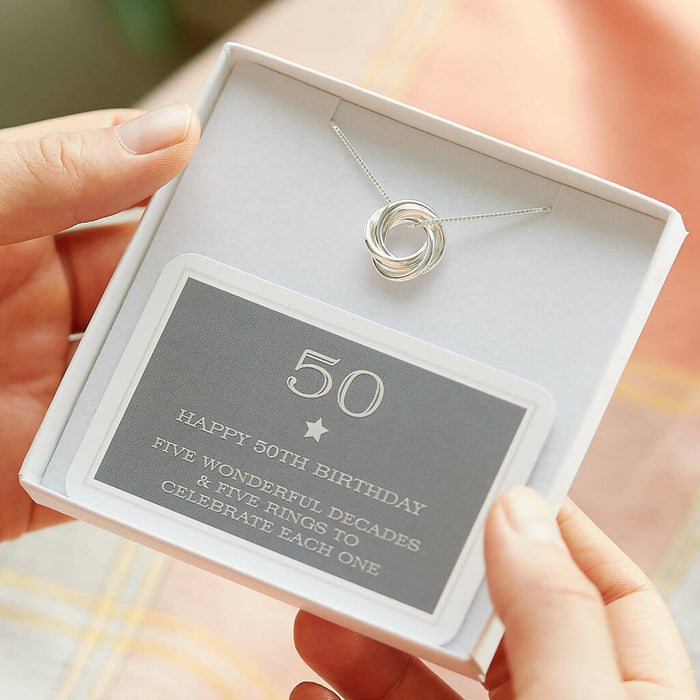 50
HAPPY 50TH BIRTHDAY
FIVE WONDERFUL DECADES
& FIVE RINGS TO
CELEBRATE EACH ONE